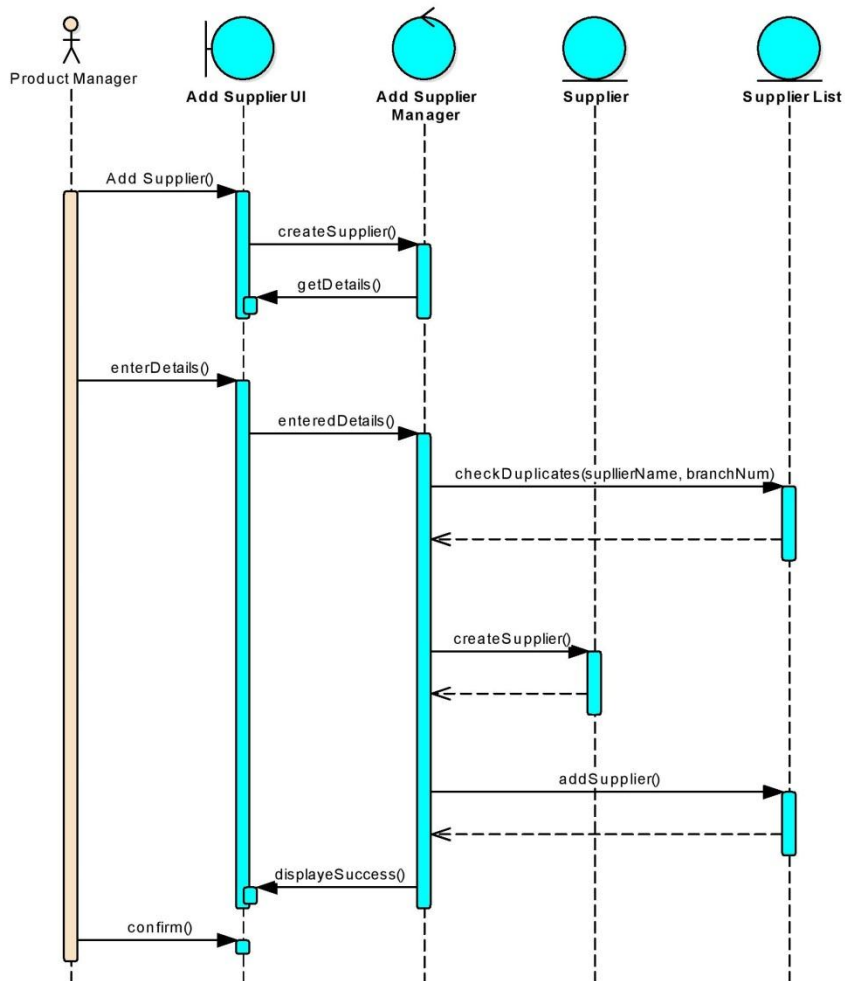 Product Manager
Add Supplier UI
Add Supplier
Manager
Supplier
Supplier List
Add Supplier()
createSupplier()
getDetails()
enterDetails()
enteredDetails()
checkDuplicates(supllierName, branchNum)
createSupplier()
addSupplier()
displayeSuccess()
confirm()